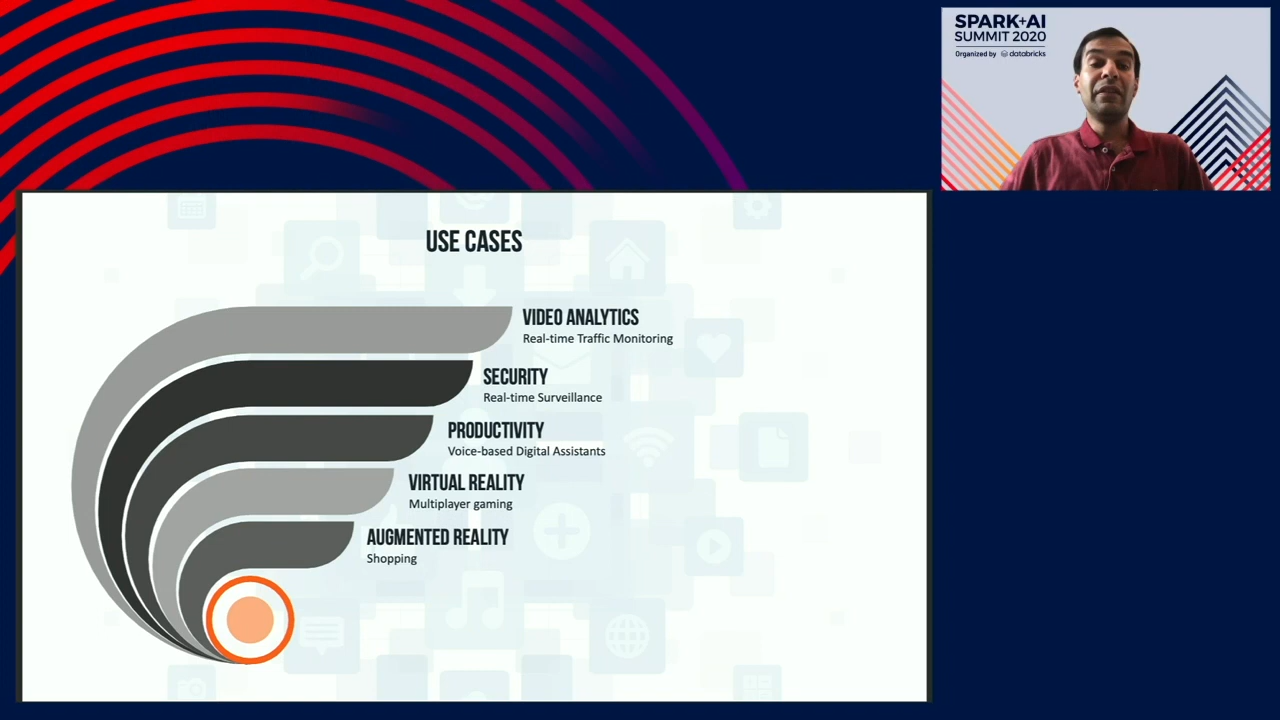 SPARK+AI
SUMMIT 2020
Organized by databricks
USE CASES
VIDEO ANALYTICS
Real-time Traffic Monitoring
SECURITY
Real-time Surveillance
PRODUCTIVITY
Voice-based Digital Assistants
VIRTUAL REALITY
Multiplayer gaming
AUGMENTED REALITY
Shopping